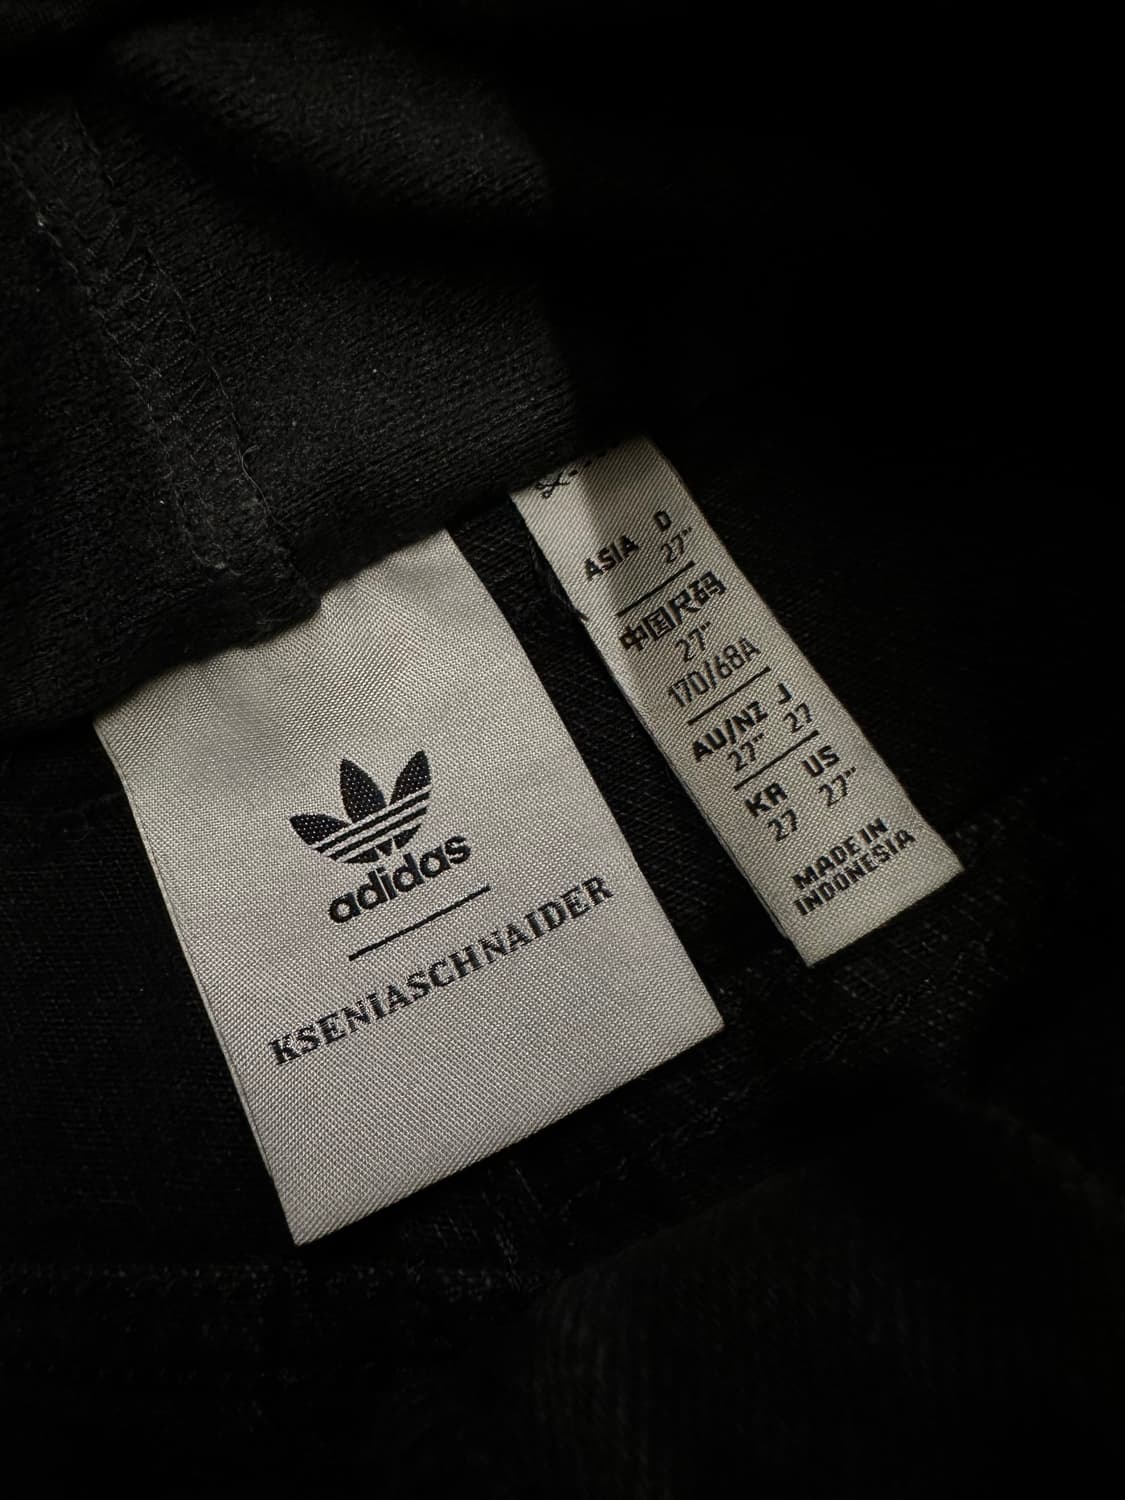 adidas
KSENIASCHNAIDER
ASIA D
27"
中国尺码
27"
170/68A
AU/NZ J
27" 27
KR US
27 27"
MADE IN
INDONESIA